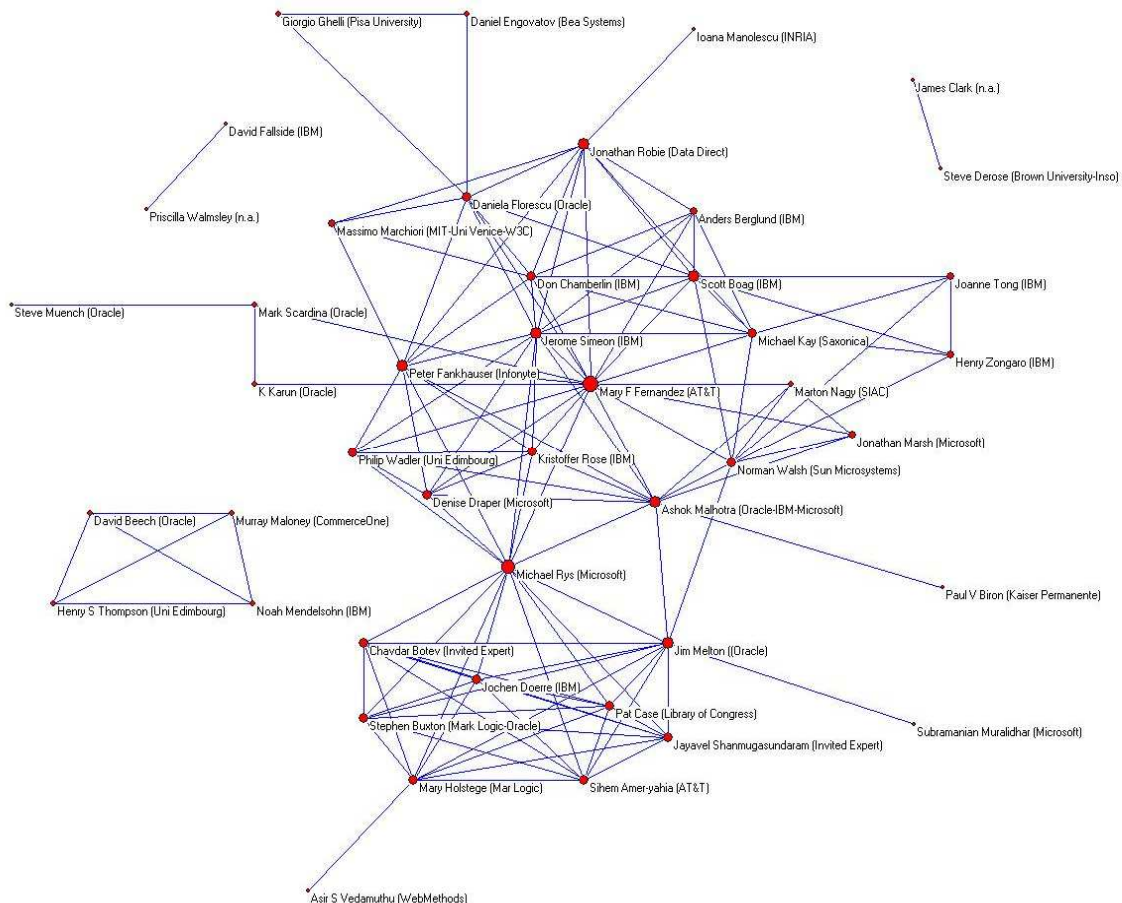 Giorgio Ghelli (Pisa University)
Daniel Engovatov (Bea Systems)
Ioana Manolescu (INRIA)
James Clark (n.a.)
David Fallside (IBM)
Jonathan Robie (Data Direct)
Steve Derose (Brown University-Inso)
Daniela Florescu (Oracle)
Priscilla Walmsley (n.a.)
Anders Berglund (IBM)
Massimo Marchiori (MIT-Uni Venice-W3C)
Don Chamberlin (IBM)
Scott Boag (IBM)
Joanne Tong (IBM)
Steve Muench (Oracle)
Mark Scardina (Oracle)
Jerome Simeon (IBM)
Michael Kay (Saxonica)
Henry Zongaro (IBM)
Peter Fankhauser (Infonyte)
K Karun (Oracle)
Mary F Fernandez (AT&T)
Marton Nagy (SIAC)
Jonathan Marsh (Microsoft)
Philip Wadler (Uni Edimbourg)
Kristoffer Rose (IBM)
Norman Walsh (Sun Microsystems)
Denise Draper (Microsoft)
Ashok Malhotra (Oracle-IBM-Microsoft)
David Beech (Oracle)
Murray Maloney (CommerceOne)
Michael Rys (Microsoft)
Paul V Biron (Kaiser Permanente)
Henry S Thompson (Uni Edimbourg)
Noah Mendelsohn (IBM)
Chavdar Botev (Invited Expert)
Jim Melton ((Oracle)
Jochen Doerre (IBM)
Pat Case (Library of Congress)
Stephen Buxton (Mark Logic-Oracle)
Subramanian Muralidhar (Microsoft)
Jayavel Shanmugasundaram (Invited Expert)
Mary Holstege (Mar Logic)
Sihem Amer-yahia (AT&T)
Asir S Vedamuthu (WebMethods)